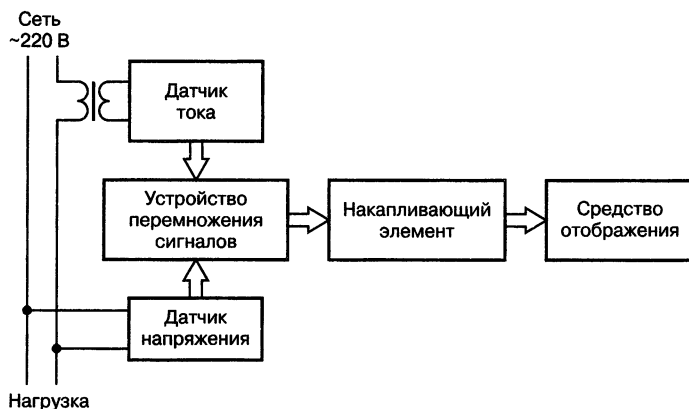 Сеть
~220 В
Датчик
тока
Устройство
перемножения
сигналов
Накапливающий
элемент
Средство
отображения
Датчик
напряжения
Нагрузка